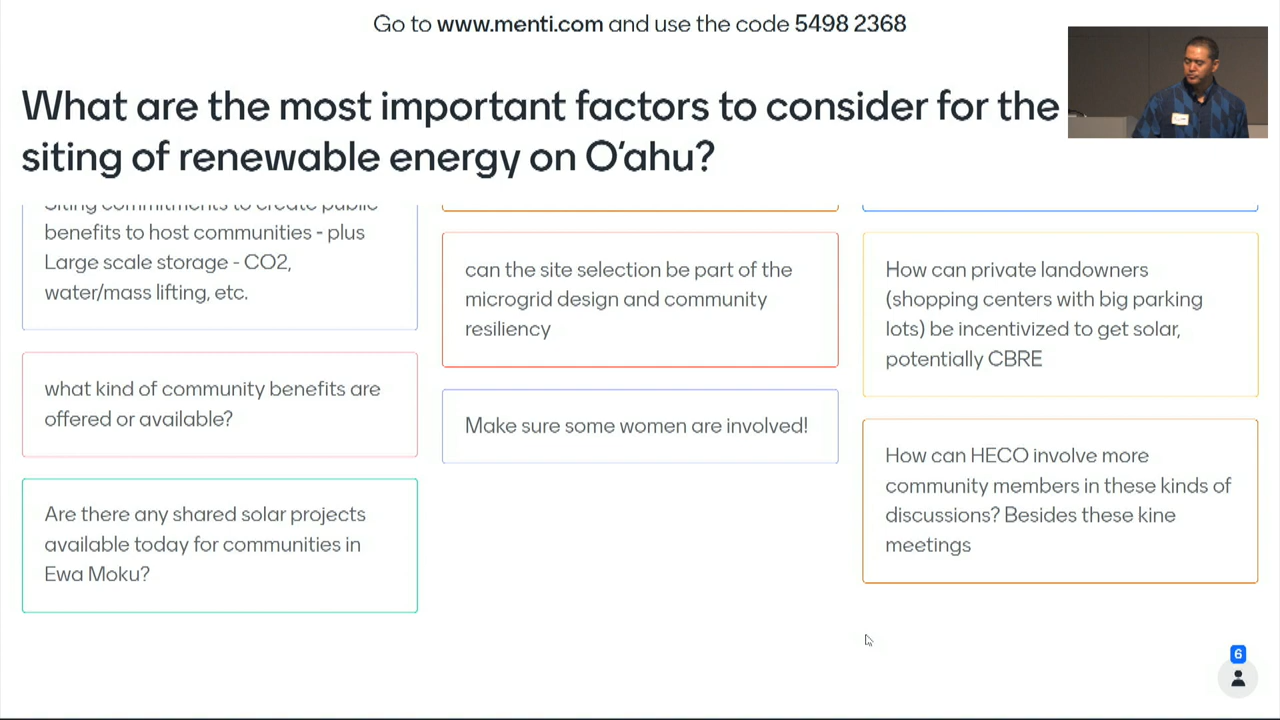 Go to www.menti.com and use the code 5498 2368
What are the most important factors to consider for the
siting of renewable energy on Oʻahu?
Siting commitments to create public
benefits to host communities - plus
Large scale storage - CO2,
water/mass lifting, etc.
what kind of community benefits are
offered or available?
Are there any shared solar projects
available today for communities in
Ewa Moku?
can the site selection be part of the
microgrid design and community
resiliency
Make sure some women are involved!
How can private landowners
(shopping centers with big parking
lots) be incentivized to get solar,
potentially CBRE
How can HECO involve more
community members in these kinds of
discussions? Besides these kine
meetings
6